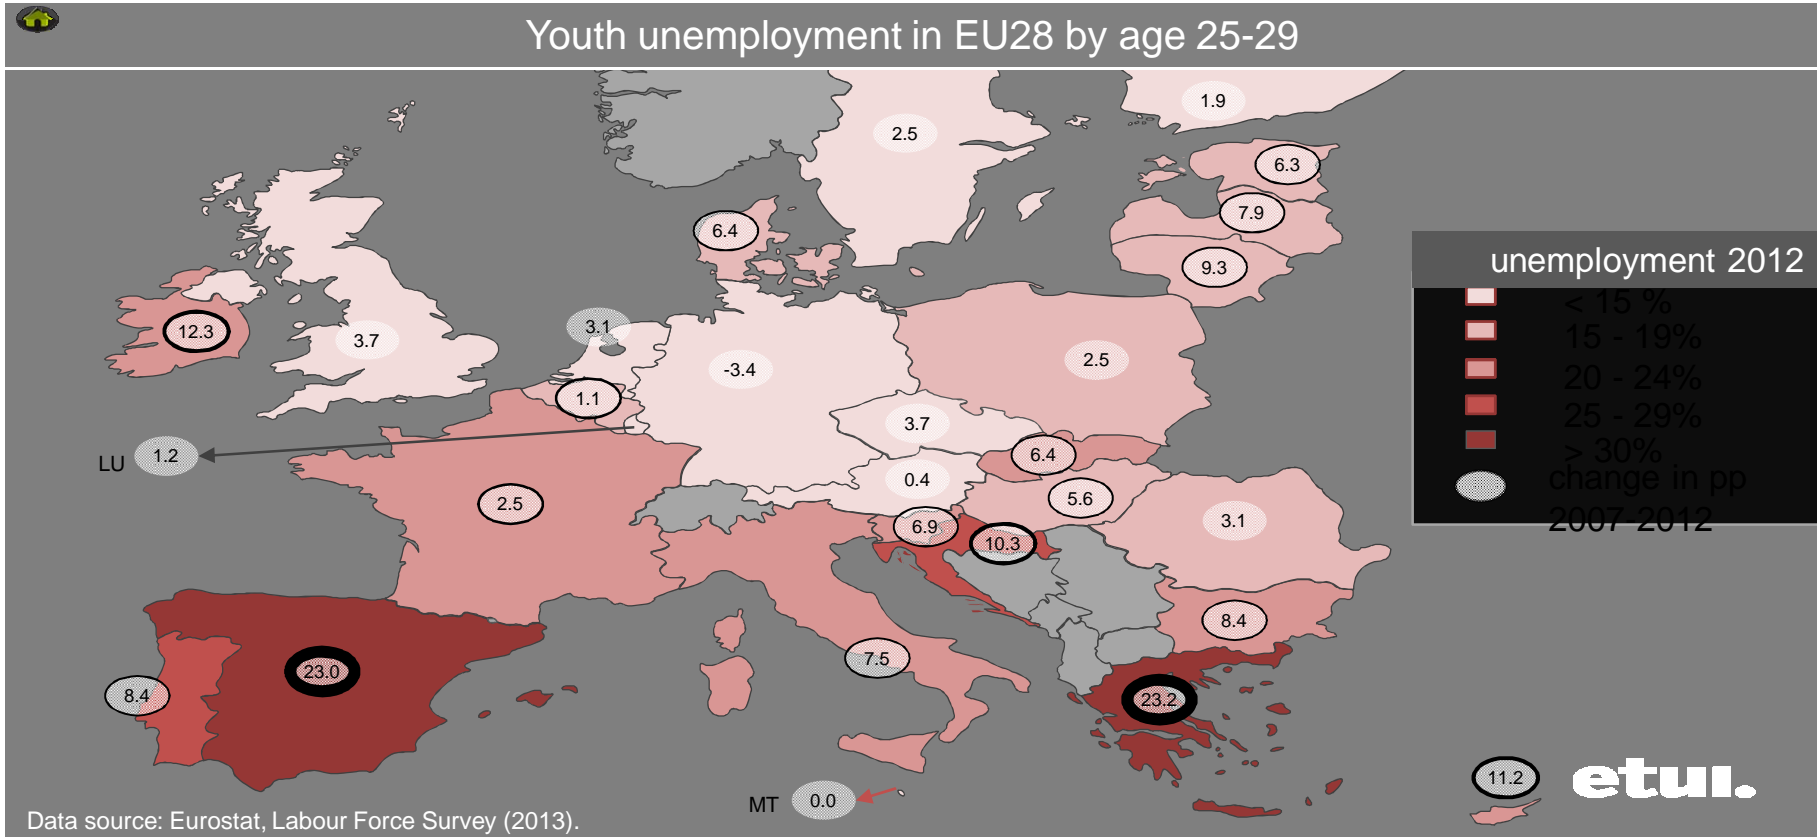 Youth unemployment in EU28 by age 25-29
1.9
2.5
6.3
7.9
6.4
9.3
unemployment 2012
< 15 %
15 - 19%
20 - 24%
25 - 29%
> 30%
change in pp
2007-2012
12.3
3.7
3.1
-3.4
2.5
1.1
3.7
LU
1.2
6.4
0.4
2.5
5.6
6.9
10.3
3.1
8.4
7.5
23.0
8.4
23.2
MT
0.0
11.2
etui.
Data source: Eurostat, Labour Force Survey (2013).